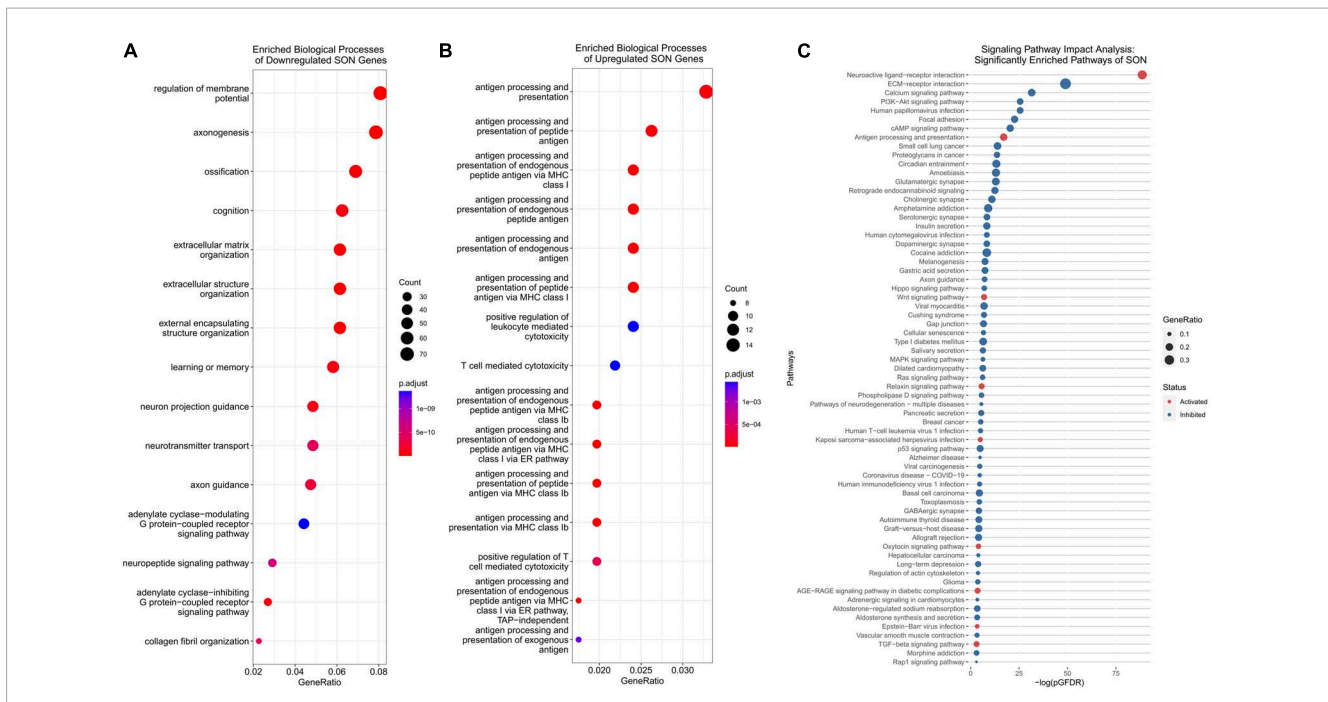 A
Enriched Biological Processes
of Downregulated SON Genes
regulation of membrane
potential
axonogenesis
ossification
cognition
extracellular matrix
organization
extracellular structure
organization
external encapsulating
structure organization
learning or memory
neuron projection guidance
neurotransmitter transport
axon guidance
adenylate cyclase-modulating
G protein-coupled receptor
signaling pathway
neuropeptide signaling pathway
adenylate cyclase-inhibiting
G protein-coupled receptor
signaling pathway
collagen fibril organization
0.02 0.04 0.06 0.08
GeneRatio
Count
30
40
50
60
70
p.adjust
1e-09
5e-10
B
Enriched Biological Processes
of Upregulated SON Genes
antigen processing and
presentation
antigen processing and
presentation of peptide
antigen
antigen processing and
presentation of endogenous
peptide antigen via MHC
class I
antigen processing and
presentation of endogenous
peptide antigen
antigen processing and
presentation of endogenous
antigen
antigen processing and
presentation of peptide
antigen via MHC class I
positive regulation of
leukocyte mediated
cytotoxicity
T cell mediated cytotoxicity
antigen processing and
presentation of endogenous
peptide antigen via MHC
class Ib
antigen processing and
presentation of endogenous
peptide antigen via MHC
class I via ER pathway
antigen processing and
presentation of peptide
antigen via MHC class Ib
antigen processing and
presentation via MHC class Ib
positive regulation of T
cell mediated cytotoxicity
antigen processing and
presentation of endogenous
peptide antigen via MHC
class I via ER pathway,
TAP-independent
antigen processing and
presentation of exogenous
antigen
0.020 0.025 0.030
GeneRatio
Count
8
10
12
14
p.adjust
1e-03
5e-04
C
Signaling Pathway Impact Analysis:
Significantly Enriched Pathways of SON
Pathways
Neuroactive ligand-receptor interaction
ECM-receptor interaction
Calcium signaling pathway
PI3K-Akt signaling pathway
Human papillomavirus infection
Focal adhesion
cAMP signaling pathway
Antigen processing and presentation
Small cell lung cancer
Proteoglycans in cancer
Circadian entrainment
Amoebiasis
Glutamatergic synapse
Retrograde endocannabinoid signaling
Cholinergic synapse
Amphetamine addiction
Serotonergic synapse
Insulin secretion
Human cytomegalovirus infection
Dopaminergic synapse
Cocaine addiction
Melanogenesis
Gastric acid secretion
Axon guidance
Hippo signaling pathway
Wnt signaling pathway
Viral myocarditis
Cushing syndrome
Gap junction
Cellular senescence
Type I diabetes mellitus
Salivary secretion
MAPK signaling pathway
Dilated cardiomyopathy
Ras signaling pathway
Relaxin signaling pathway
Phospholipase D signaling pathway
Pathways of neurodegeneration - multiple diseases
Pancreatic secretion
Breast cancer
Human T-cell leukemia virus 1 infection
Kaposi sarcoma-associated herpesvirus infection
p53 signaling pathway
Alzheimer disease
Viral carcinogenesis
Coronavirus disease - COVID-19
Human immunodeficiency virus 1 infection
Basal cell carcinoma
Toxoplasmosis
GABAergic synapse
Autoimmune thyroid disease
Graft-versus-host disease
Allograft rejection
Oxytocin signaling pathway
Hepatocellular carcinoma
Long-term depression
Regulation of actin cytoskeleton
Glioma
AGE-RAGE signaling pathway in diabetic complications
Adrenergic signaling in cardiomyocytes
Aldosterone-regulated sodium reabsorption
Aldosterone synthesis and secretion
Epstein-Barr virus infection
Vascular smooth muscle contraction
TGF-beta signaling pathway
Morphine addiction
Rap1 signaling pathway
0 25 50 75
-log(pGFDR)
GeneRatio
0.1
0.2
0.3
Status
Activated
Inhibited